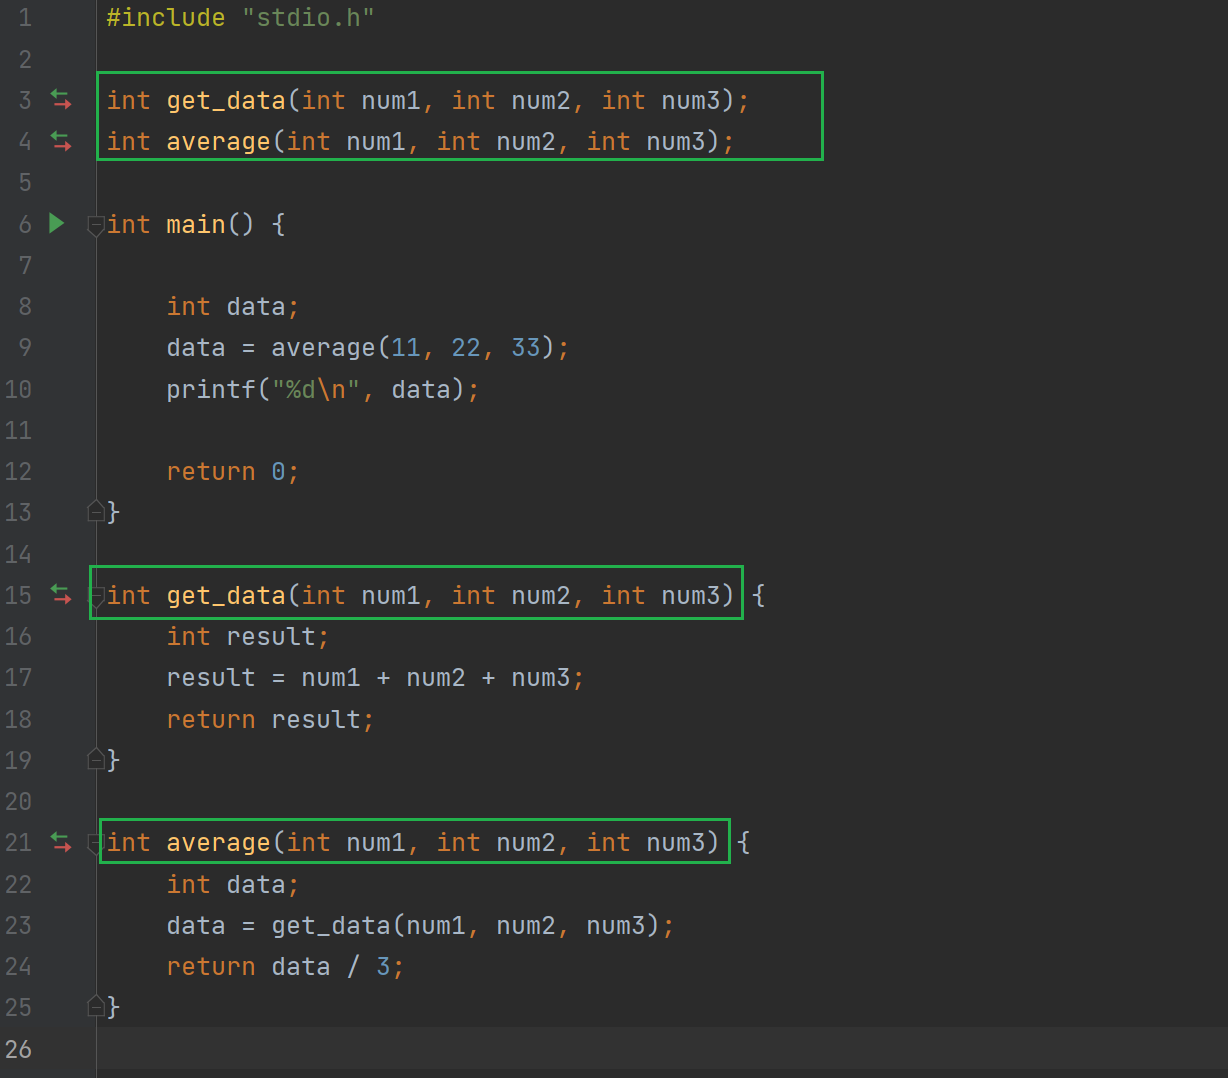 1 #include "stdio.h"
2
3 int get_data(int num1, int num2, int num3);
4 int average(int num1, int num2, int num3);
5
6 int main() {
7
8 int data;
9 data = average(11, 22, 33);
10 printf("%d\n", data);
11
12 return 0;
13 }
14
15 int get_data(int num1, int num2, int num3) {
16 int result;
17 result = num1 + num2 + num3;
18 return result;
19 }
20
21 int average(int num1, int num2, int num3) {
22 int data;
23 data = get_data(num1, num2, num3);
24 return data / 3;
25 }
26